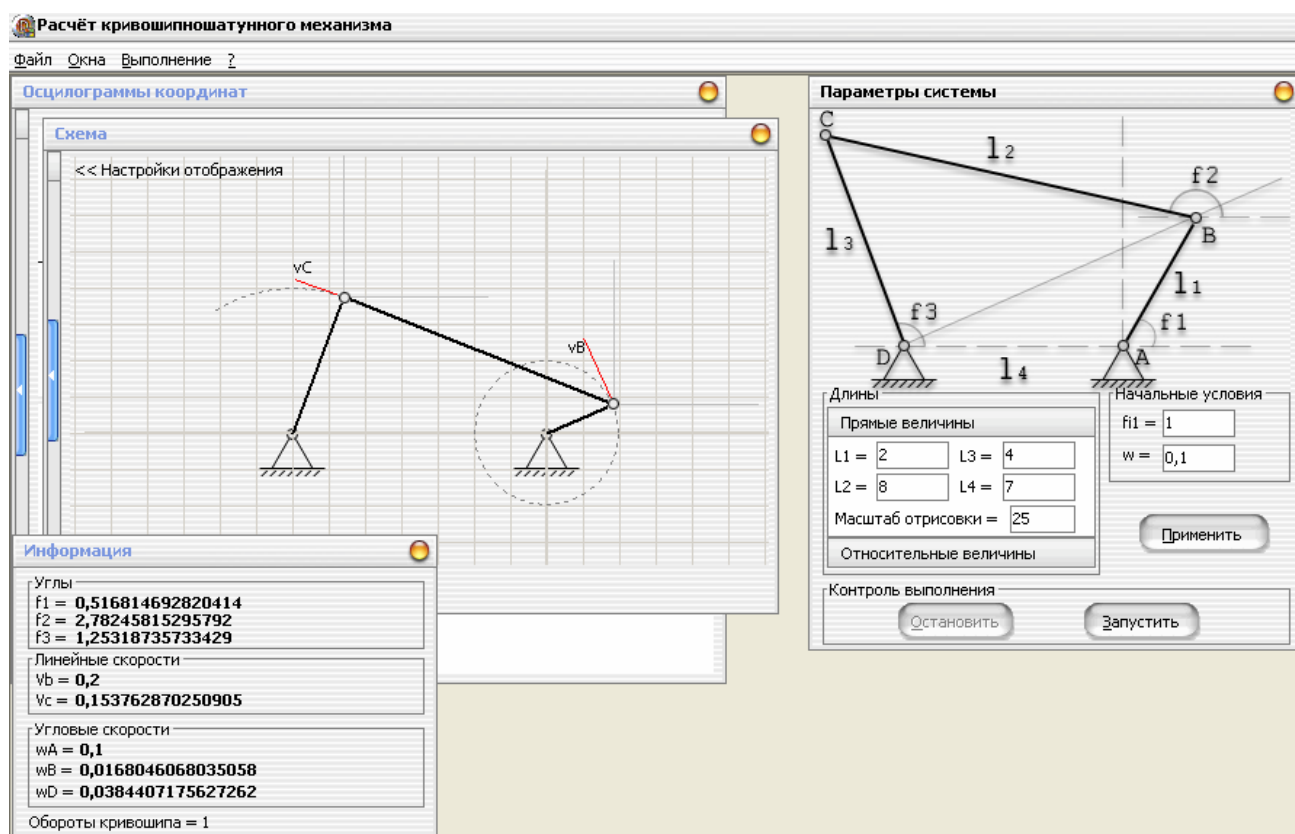 Расчёт кривошипношатунного механизма
Файл Окна Выполнение ?
Осцилограммы координат
Схема
<< Настройки отображения
vC
vB
Информация
Углы
f1 = 0,516814692820414
f2 = 2,78245815295792
f3 = 1,25318735733429
Линейные скорости
Vb = 0,2
Vc = 0,153762870250905
Угловые скорости
wA = 0,1
wB = 0,0168046068035058
wD = 0,0384407175627262
Обороты кривошипа = 1
Параметры системы
C
l2
f2
B
l3
l1
f3
f1
D
A
l4
Длины
Прямые величины
L1 = 2 L3 = 4
L2 = 8 L4 = 7
Масштаб отрисовки = 25
Относительные величины
Начальные условия
fi1 = 1
w = 0,1
Применить
Контроль выполнения
Остановить Запустить